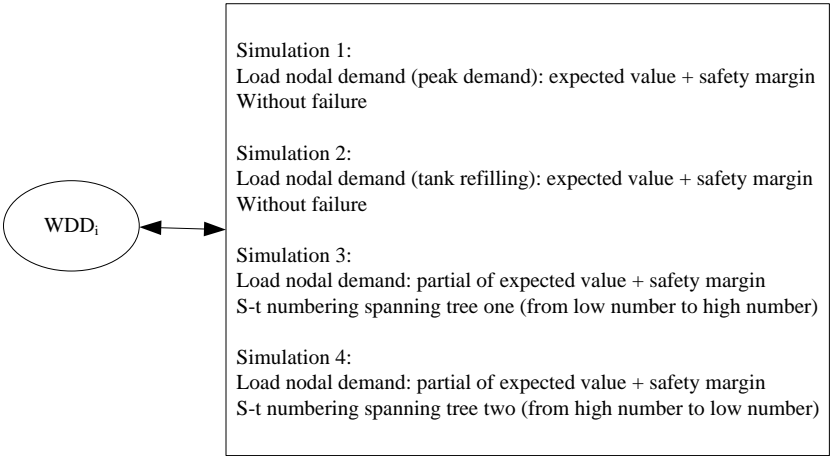 WDDi
Simulation 1:
Load nodal demand (peak demand): expected value + safety margin
Without failure
Simulation 2:
Load nodal demand (tank refilling): expected value + safety margin
Without failure
Simulation 3:
Load nodal demand: partial of expected value + safety margin
S-t numbering spanning tree one (from low number to high number)
Simulation 4:
Load nodal demand: partial of expected value + safety margin
S-t numbering spanning tree two (from high number to low number)